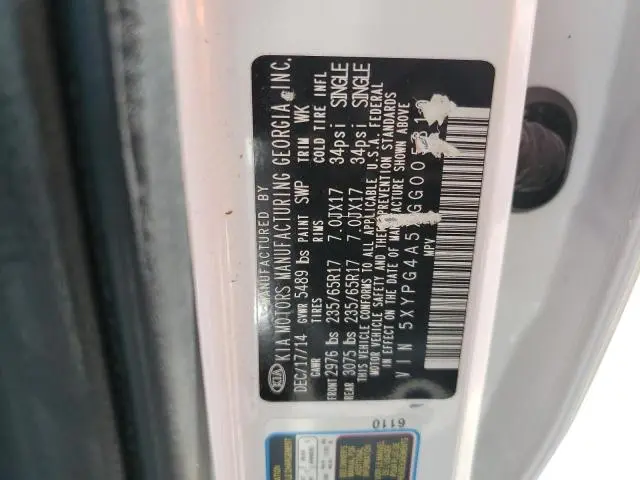 KIA
MANUFACTURED BY
KIA MOTORS MANUFACTURING GEORGIA, INC.
DEC/17/14 GVWR 5489 lbs PAINT SWP TRIM WK
GAWR TIRES RIMS COLD TIRE INFL
FRONT 2976 lbs 235/65R17 7.0JX17 34psi SINGLE
REAR 3075 lbs 235/65R17 7.0JX17 34psi SINGLE
THIS VEHICLE CONFORMS TO ALL APPLICABLE U.S.A. FEDERAL
MOTOR VEHICLE SAFETY AND THEFT PREVENTION STANDARDS
IN EFFECT ON THE DATE OF MANUFACTURE SHOWN ABOVE
VIN
MPV
6110